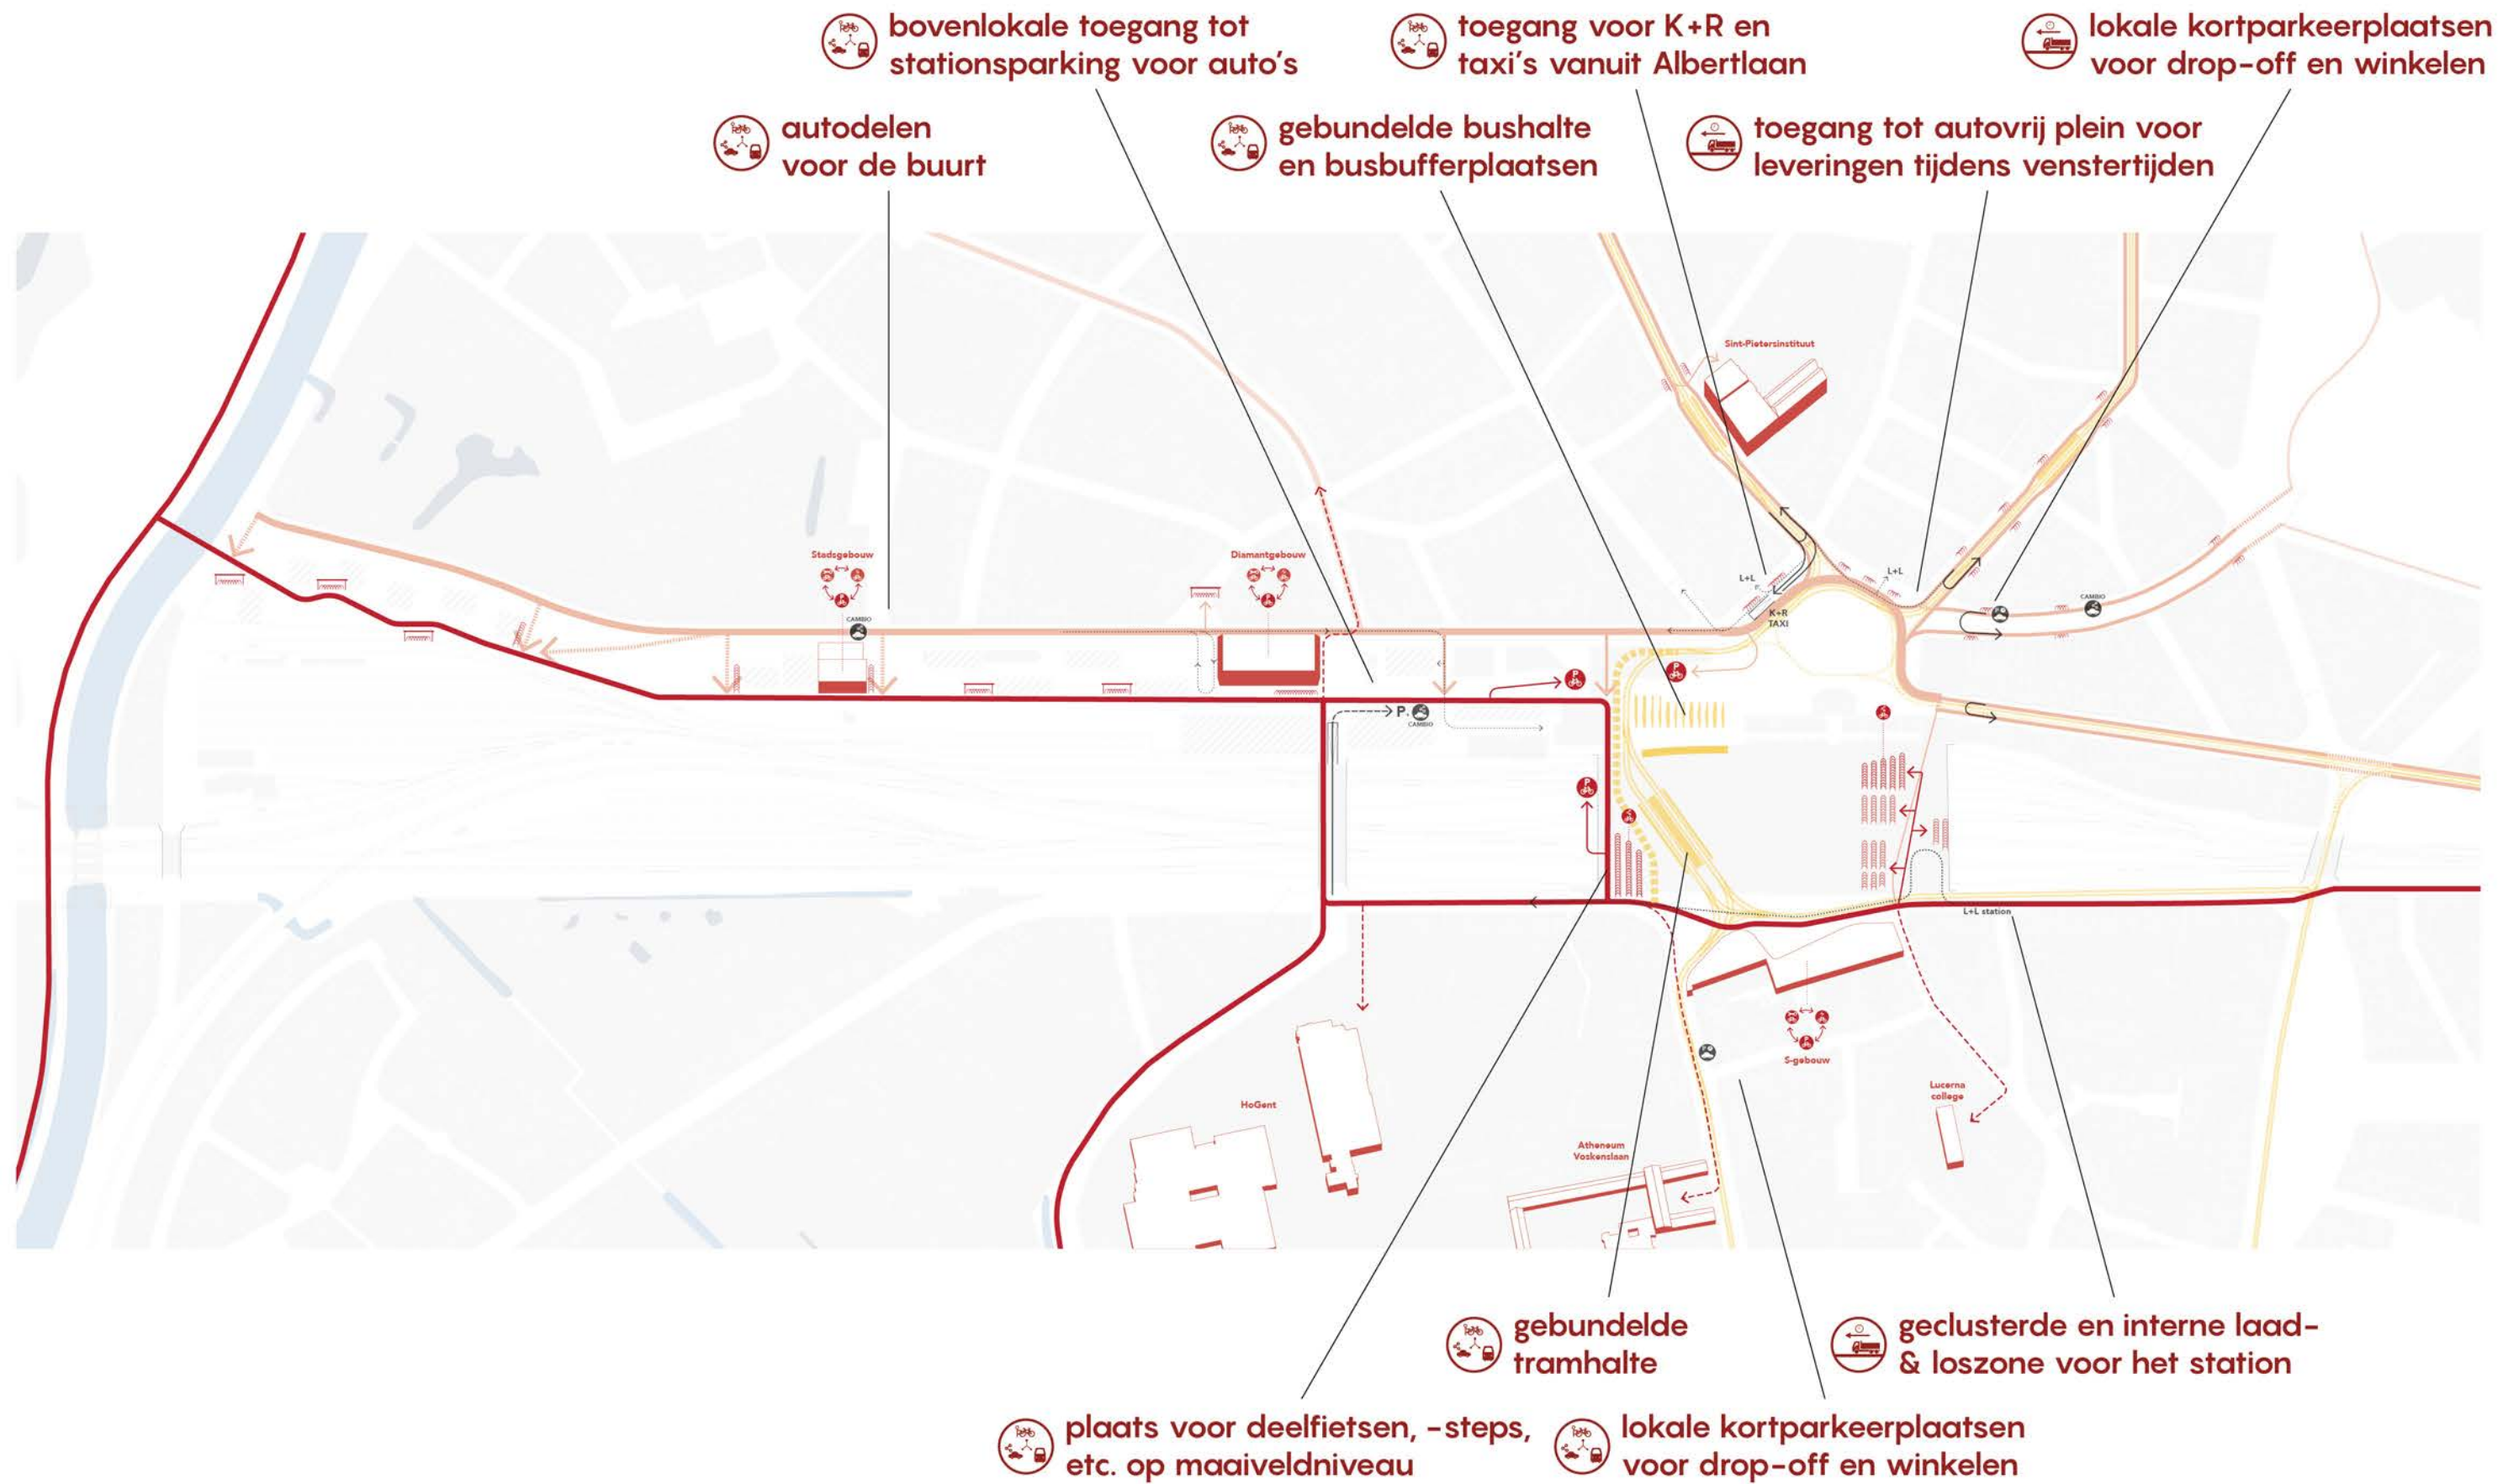 bovenlokale toegang tot
stationsparking voor auto's
toegang voor K+R en
taxi's vanuit Albertlaan
lokale kortparkeerplaatsen
voor drop-off en winkelen
autodelen
voor de buurt
gebundelde bushalte
en busbufferplaatsen
toegang tot autovrij plein voor
leveringen tijdens venstertijden
Sint-Pietersinstituut
Stadsgebouw
Diamantgebouw
L+L
L+L
CAMBIO
K+R
TAXI
CAMBIO
P.
CAMBIO
P
P
P
L+L station
S-gebouw
HoGent
Lucerna
college
Atheneum
Voskenslaan
gebundelde
tramhalte
geclusterde en interne laad-
& loszone voor het station
plaats voor deelfietsen, -steps,
etc. op maaiveldniveau
lokale kortparkeerplaatsen
voor drop-off en winkelen